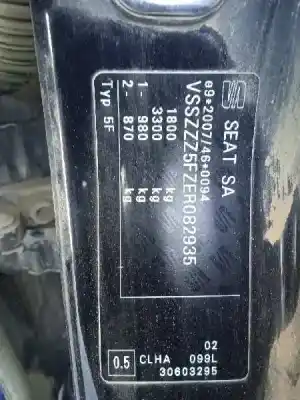 SEAT SA
e9*2007/46*0094
VSSZZZ5FZER082935
1800 kg
3300 kg
1- 980 kg
2- 870 kg
Typ 5F
02
0.5 CLHA 099L
30603295